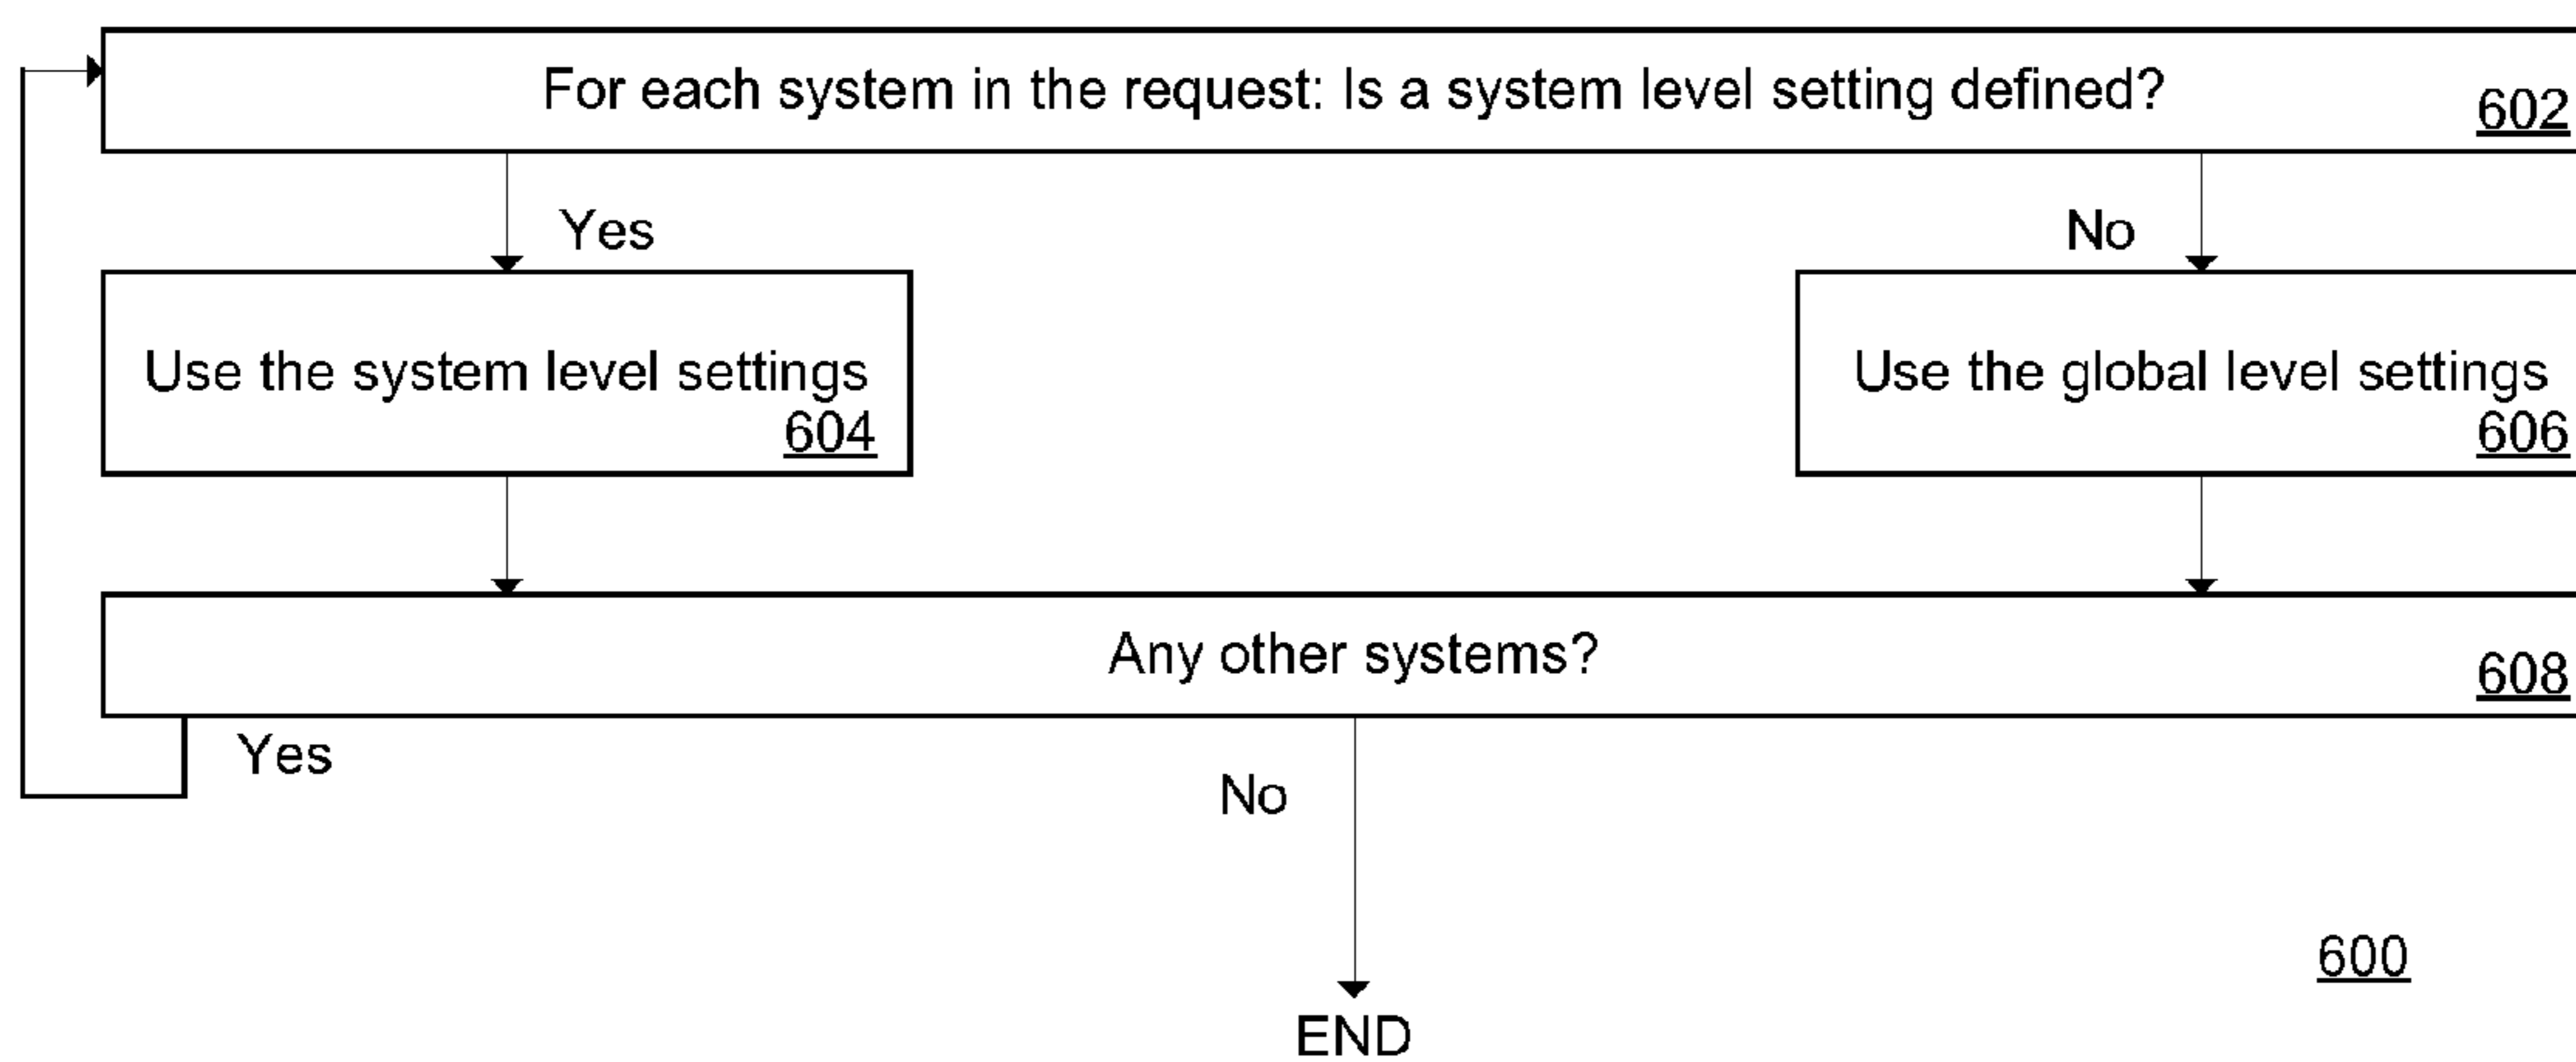 For each system in the request: Is a system level setting defined?
602
Yes
No
Use the system level settings
604
Use the global level settings
606
Any other systems?
608
Yes
No
600
END